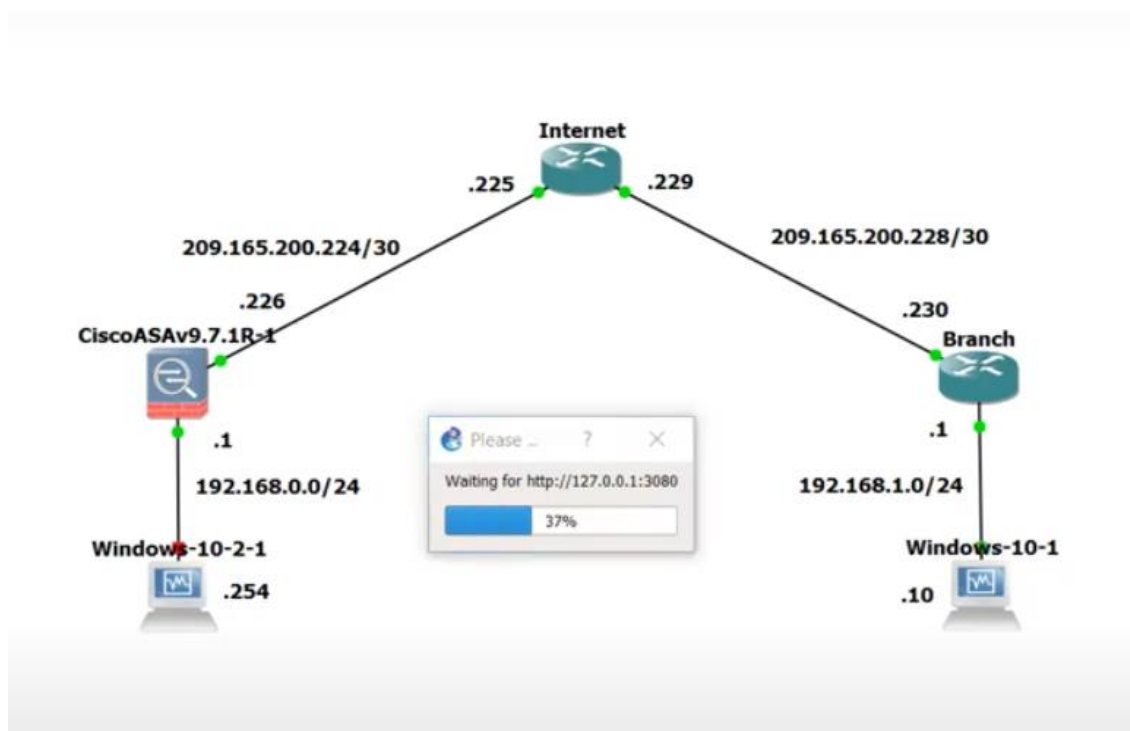 Internet
.225
.229
209.165.200.224/30
209.165.200.228/30
.226
.230
CiscoASAv9.7.1R-1
Branch
.1
.1
Please ...
?
Waiting for http://127.0.0.1:3080
37%
192.168.0.0/24
192.168.1.0/24
Windows-10-2-1
Windows-10-1
.254
.10